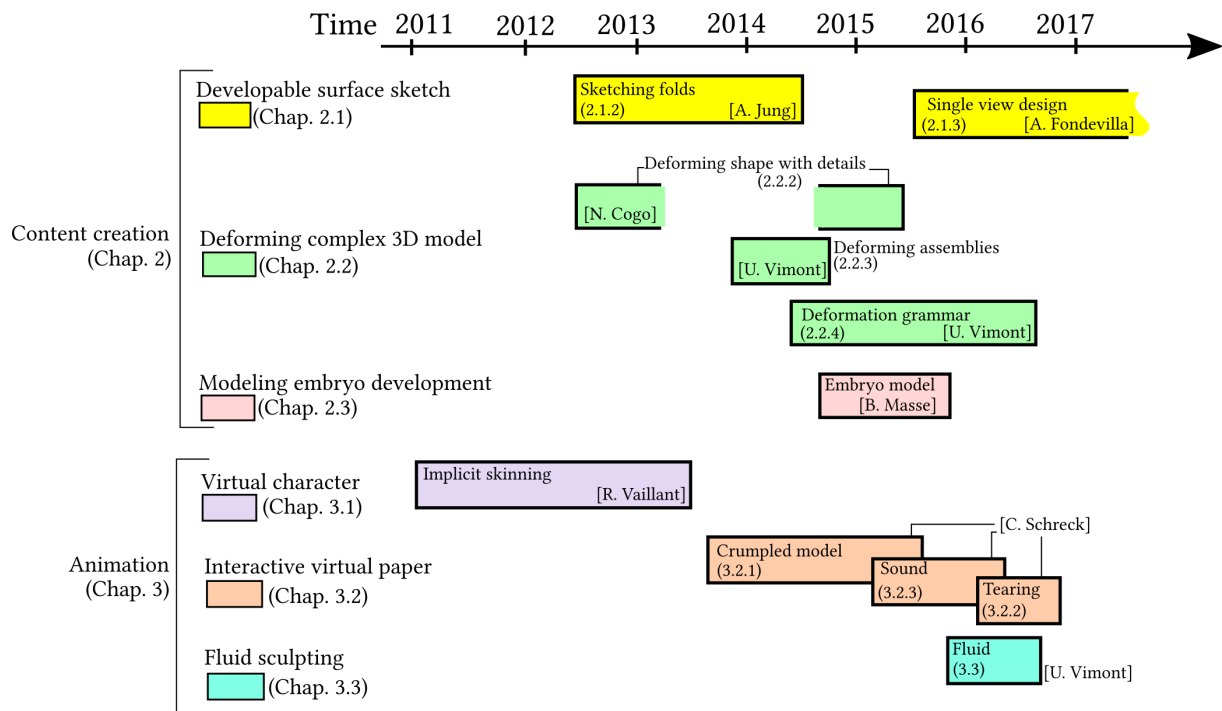 Time 2011 2012 2013 2014 2015 2016 2017
Developable surface sketch
(Chap. 2.1)
Sketching folds
(2.1.2) [A. Jung]
Single view design
(2.1.3) [A. Fondevilla]
Deforming shape with details
(2.2.2)
[N. Cogo]
Content creation
(Chap. 2)
Deforming complex 3D model
(Chap. 2.2)
[U. Vimont]
Deforming assemblies
(2.2.3)
Deformation grammar
(2.2.4) [U. Vimont]
Modeling embryo development
(Chap. 2.3)
Embryo model
[B. Masse]
Virtual character
(Chap. 3.1)
Implicit skinning
[R. Vaillant]
[C. Schreck]
Animation
(Chap. 3)
Interactive virtual paper
(Chap. 3.2)
Crumpled model
(3.2.1)
Sound
(3.2.3)
Tearing
(3.2.2)
Fluid sculpting
(Chap. 3.3)
Fluid
(3.3)
[U. Vimont]